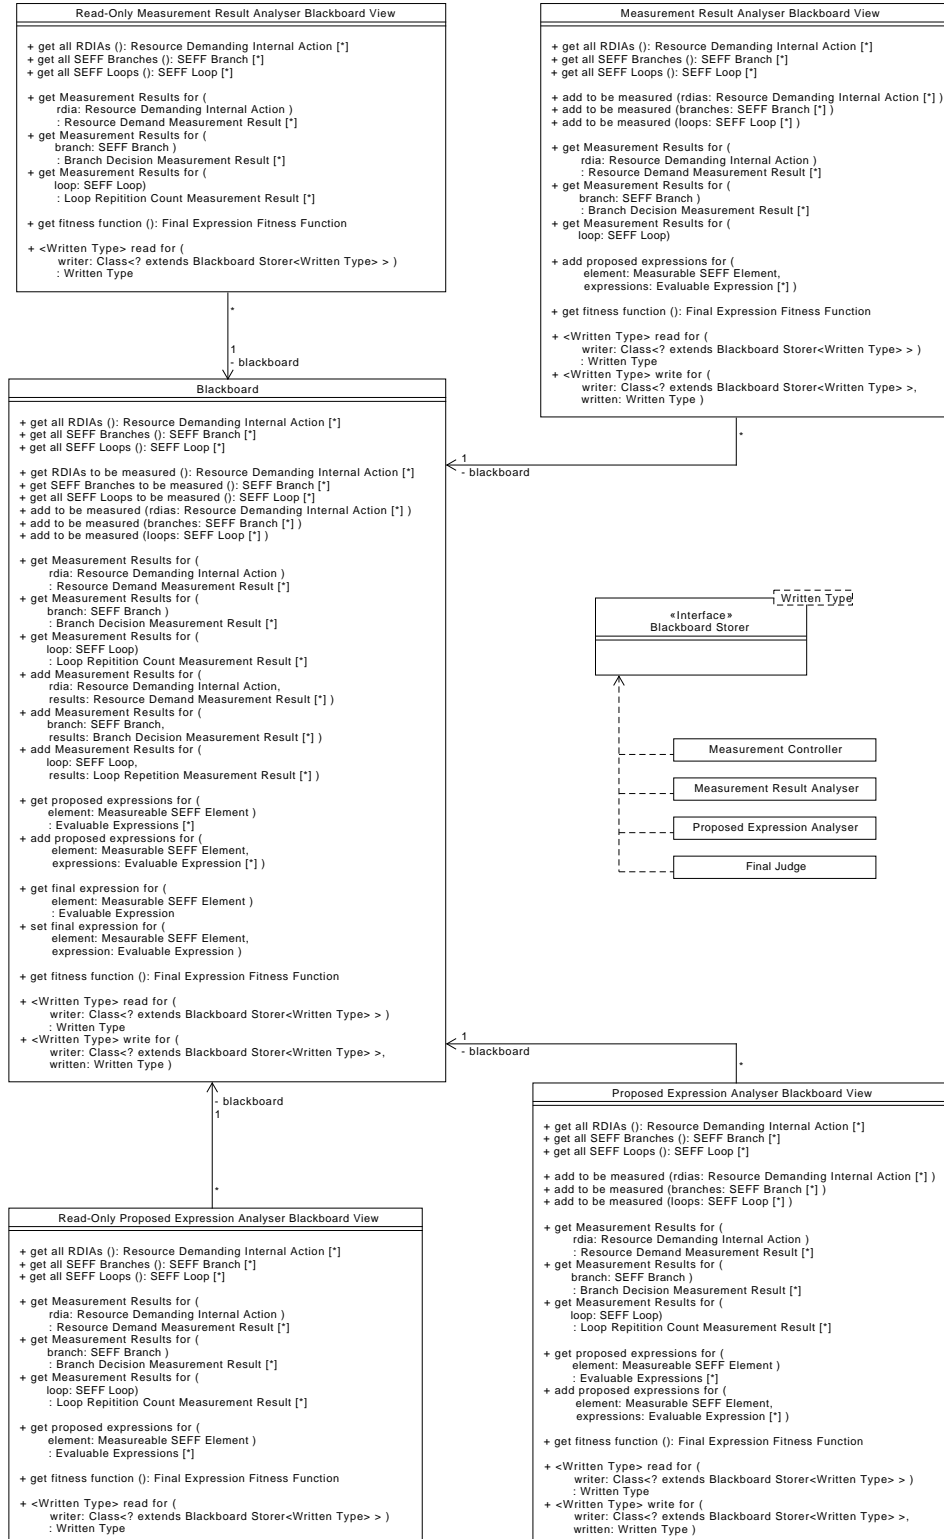 Read-Only Measurement Result Analyser Blackboard View
+ get all RDIAs (): Resource Demanding Internal Action [*]
+ get all SEFF Branches (): SEFF Branch [*]
+ get all SEFF Loops (): SEFF Loop [*]
+ get Measurement Results for (
rdia: Resource Demanding Internal Action )
: Resource Demand Measurement Result [*]
+ get Measurement Results for (
branch: SEFF Branch )
: Branch Decision Measurement Result [*]
+ get Measurement Results for (
loop: SEFF Loop)
: Loop Repitition Count Measurement Result [*]
+ get fitness function (): Final Expression Fitness Function
+ <Written Type> read for (
writer: Class<? extends Blackboard Storer<Written Type> > )
: Written Type
*
1
- blackboard
Measurement Result Analyser Blackboard View
+ get all RDIAs (): Resource Demanding Internal Action [*]
+ get all SEFF Branches (): SEFF Branch [*]
+ get all SEFF Loops (): SEFF Loop [*]
+ add to be measured (rdias: Resource Demanding Internal Action [*] )
+ add to be measured (branches: SEFF Branch [*] )
+ add to be measured (loops: SEFF Loop [*] )
+ get Measurement Results for (
rdia: Resource Demanding Internal Action )
: Resource Demand Measurement Result [*]
+ get Measurement Results for (
branch: SEFF Branch )
: Branch Decision Measurement Result [*]
+ get Measurement Results for (
loop: SEFF Loop)
+ add proposed expressions for (
element: Measurable SEFF Element,
expressions: Evaluable Expression [*] )
+ get fitness function (): Final Expression Fitness Function
+ <Written Type> read for (
writer: Class<? extends Blackboard Storer<Written Type> > )
: Written Type
+ <Written Type> write for (
writer: Class<? extends Blackboard Storer<Written Type> >,
written: Written Type )
*
1
- blackboard
Blackboard
+ get all RDIAs (): Resource Demanding Internal Action [*]
+ get all SEFF Branches (): SEFF Branch [*]
+ get all SEFF Loops (): SEFF Loop [*]
+ get RDIAs to be measured (): Resource Demanding Internal Action [*]
+ get SEFF Branches to be measured (): SEFF Branch [*]
+ get all SEFF Loops to be measured (): SEFF Loop [*]
+ add to be measured (rdias: Resource Demanding Internal Action [*] )
+ add to be measured (branches: SEFF Branch [*] )
+ add to be measured (loops: SEFF Loop [*] )
+ get Measurement Results for (
rdia: Resource Demanding Internal Action )
: Resource Demand Measurement Result [*]
+ get Measurement Results for (
branch: SEFF Branch )
: Branch Decision Measurement Result [*]
+ get Measurement Results for (
loop: SEFF Loop)
: Loop Repitition Count Measurement Result [*]
+ add Measurement Results for (
rdia: Resource Demanding Internal Action,
results: Resource Demand Measurement Result [*] )
+ add Measurement Results for (
branch: SEFF Branch,
results: Branch Decision Measurement Result [*] )
+ add Measurement Results for (
loop: SEFF Loop,
results: Loop Repetition Measurement Result [*] )
+ get proposed expressions for (
element: Measureable SEFF Element )
: Evaluable Expressions [*]
+ add proposed expressions for (
element: Measurable SEFF Element,
expressions: Evaluable Expression [*] )
+ get final expression for (
element: Measurable SEFF Element )
: Evaluable Expression
+ set final expression for (
element: Mesaurable SEFF Element,
expression: Evaluable Expression )
+ get fitness function (): Final Expression Fitness Function
+ <Written Type> read for (
writer: Class<? extends Blackboard Storer<Written Type> > )
: Written Type
+ <Written Type> write for (
writer: Class<? extends Blackboard Storer<Written Type> >,
written: Written Type )
Written Type
«Interface»
Blackboard Storer
Measurement Controller
Measurement Result Analyser
Proposed Expression Analyser
Final Judge
1
- blackboard
*
- blackboard
1
*
Read-Only Proposed Expression Analyser Blackboard View
+ get all RDIAs (): Resource Demanding Internal Action [*]
+ get all SEFF Branches (): SEFF Branch [*]
+ get all SEFF Loops (): SEFF Loop [*]
+ get Measurement Results for (
rdia: Resource Demanding Internal Action )
: Resource Demand Measurement Result [*]
+ get Measurement Results for (
branch: SEFF Branch )
: Branch Decision Measurement Result [*]
+ get Measurement Results for (
loop: SEFF Loop)
: Loop Repitition Count Measurement Result [*]
+ get proposed expressions for (
element: Measureable SEFF Element )
: Evaluable Expressions [*]
+ get fitness function (): Final Expression Fitness Function
+ <Written Type> read for (
writer: Class<? extends Blackboard Storer<Written Type> > )
: Written Type
Proposed Expression Analyser Blackboard View
+ get all RDIAs (): Resource Demanding Internal Action [*]
+ get all SEFF Branches (): SEFF Branch [*]
+ get all SEFF Loops (): SEFF Loop [*]
+ add to be measured (rdias: Resource Demanding Internal Action [*] )
+ add to be measured (branches: SEFF Branch [*] )
+ add to be measured (loops: SEFF Loop [*] )
+ get Measurement Results for (
rdia: Resource Demanding Internal Action )
: Resource Demand Measurement Result [*]
+ get Measurement Results for (
branch: SEFF Branch )
: Branch Decision Measurement Result [*]
+ get Measurement Results for (
loop: SEFF Loop)
: Loop Repitition Count Measurement Result [*]
+ get proposed expressions for (
element: Measureable SEFF Element )
: Evaluable Expressions [*]
+ add proposed expressions for (
element: Measurable SEFF Element,
expressions: Evaluable Expression [*] )
+ get fitness function (): Final Expression Fitness Function
+ <Written Type> read for (
writer: Class<? extends Blackboard Storer<Written Type> > )
: Written Type
+ <Written Type> write for (
writer: Class<? extends Blackboard Storer<Written Type> >,
written: Written Type )